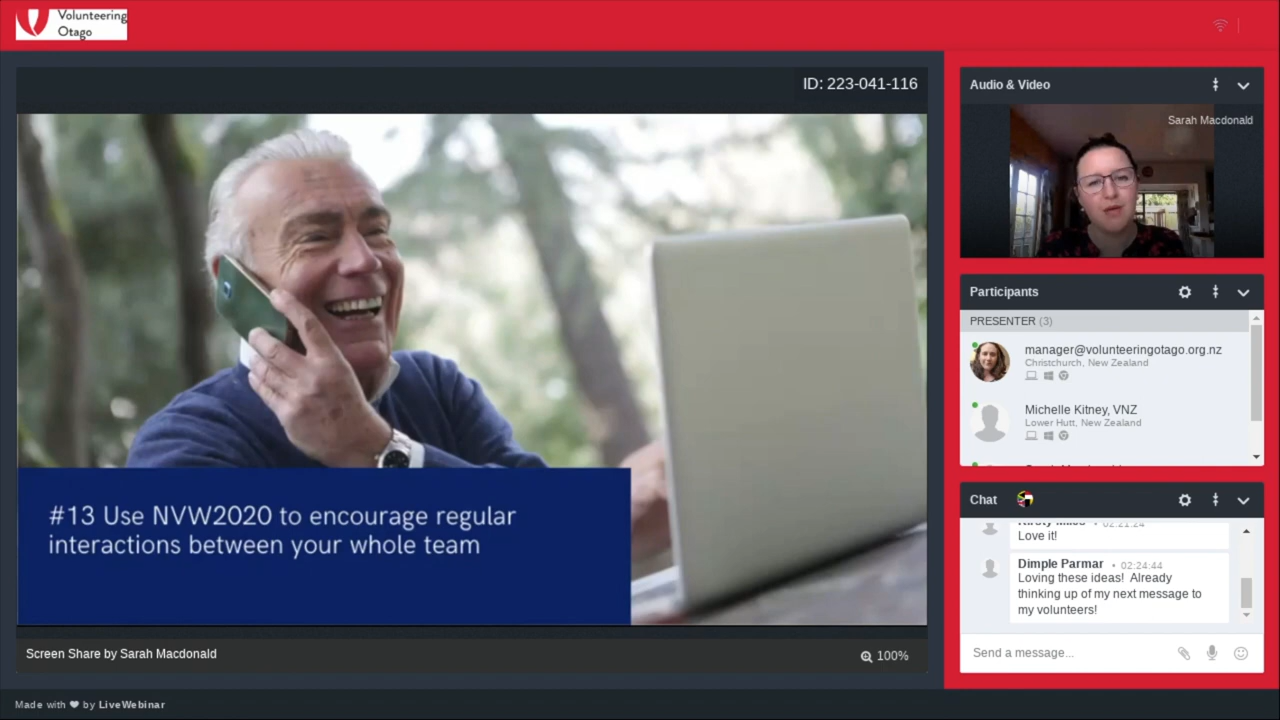 Volunteering
Otago
ID: 223-041-116
#13 Use NVW2020 to encourage regular
interactions between your whole team
Screen Share by Sarah Macdonald
100%
Audio & Video
Sarah Macdonald
Participants
PRESENTER (3)
manager@volunteeringotago.org.nz
Christchurch, New Zealand
Michelle Kitney, VNZ
Lower Hutt, New Zealand
Chat
02:21:24
Love it!
Dimple Parmar • 02:24:44
Loving these ideas! Already
thinking up of my next message to
my volunteers!
Send a message...
Made with ❤ by LiveWebinar